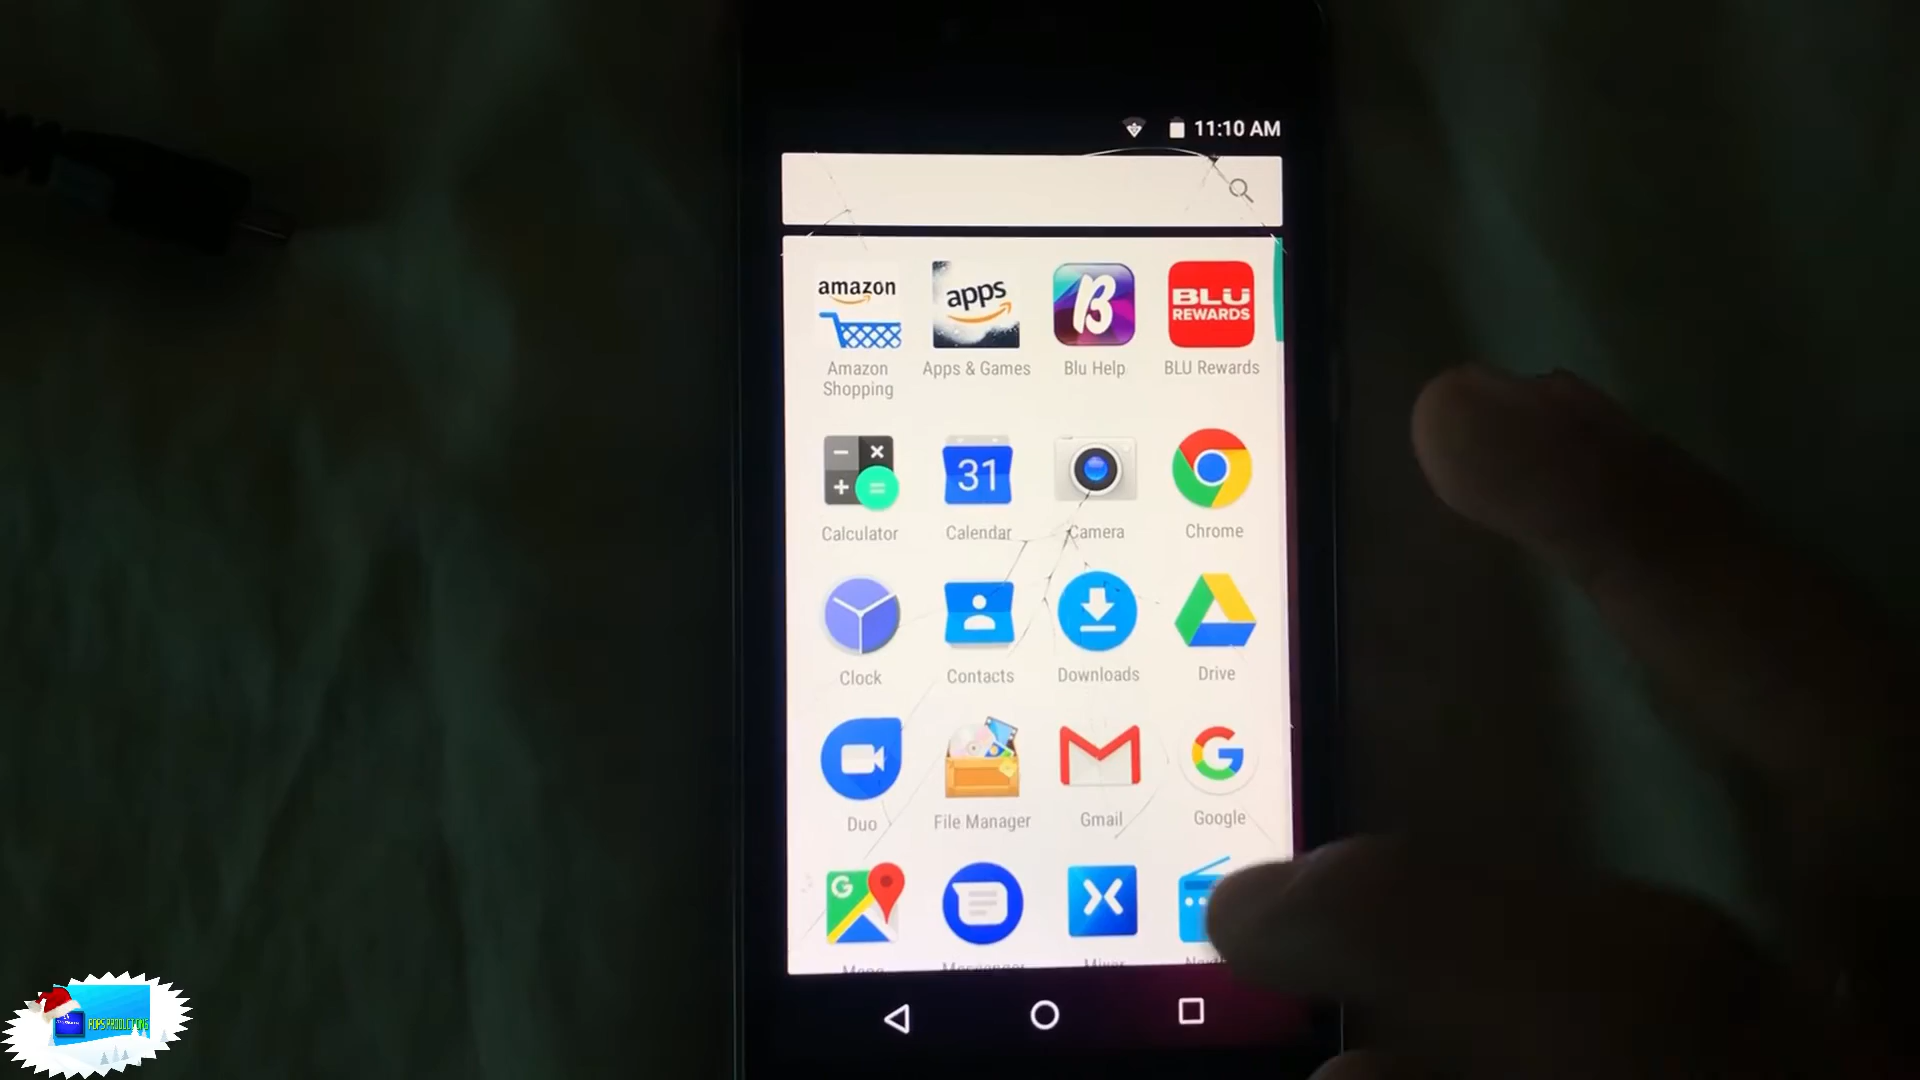 11:10 AM
amazon
apps
B
BLU
REWARDS
Amazon
Shopping
Apps & Games
Blu Help
BLU Rewards
31
Calculator
Calendar
Camera
Chrome
Clock
Contacts
Downloads
Drive
Duo
File Manager
Gmail
Google
G